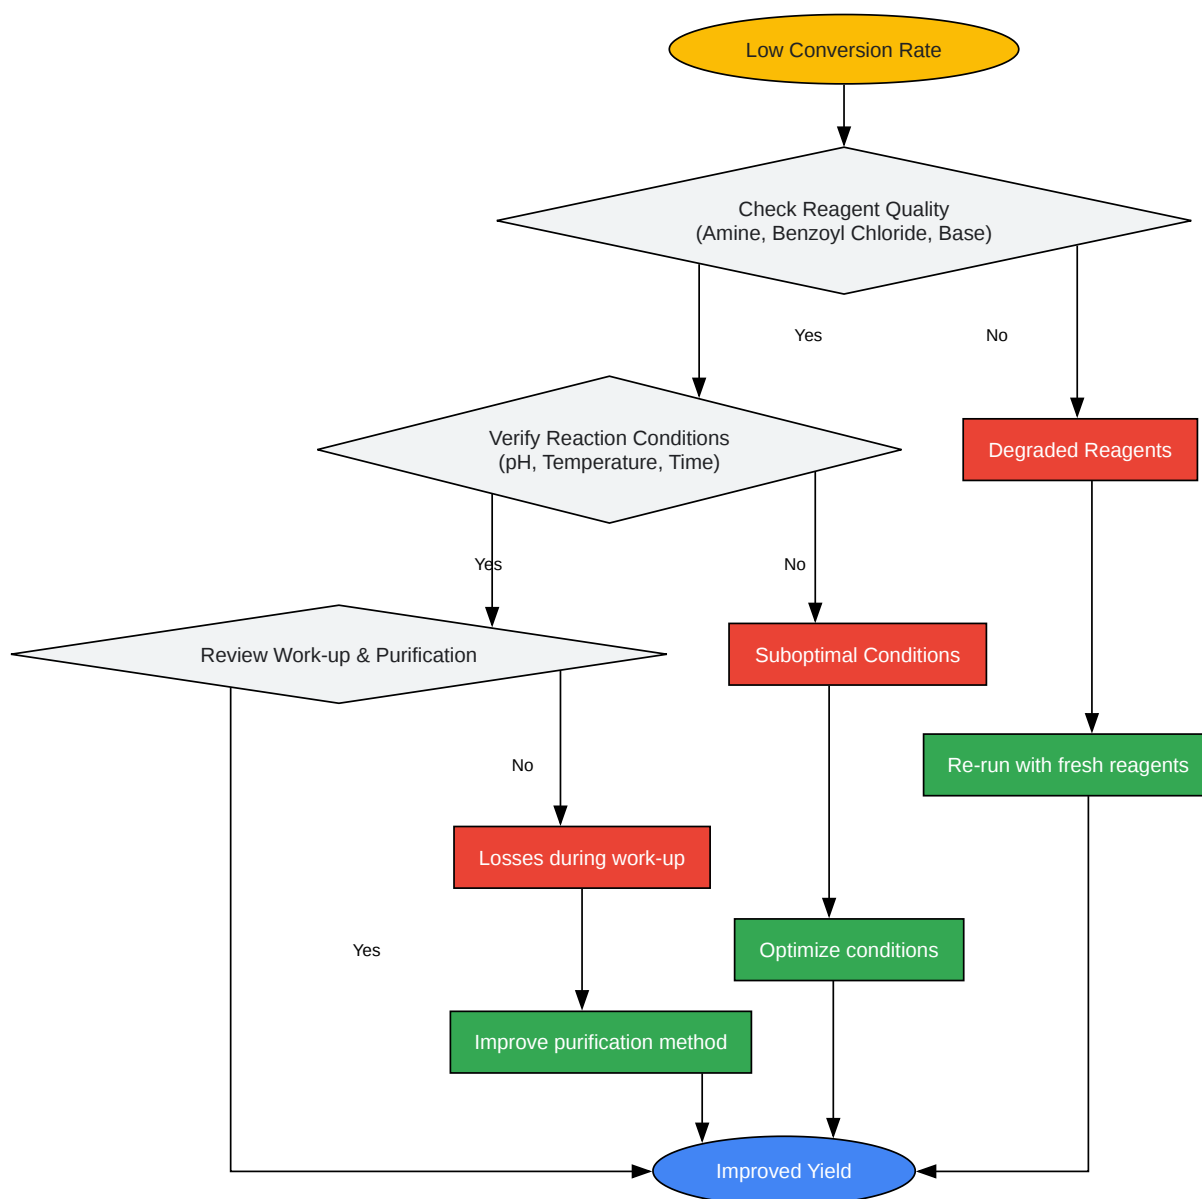 Low Conversion Rate
Check Reagent Quality
(Amine, Benzoyl Chloride, Base)
Yes
No
Verify Reaction Conditions
(pH, Temperature, Time)
Degraded Reagents
Yes
No
Review Work-up & Purification
Suboptimal Conditions
No
Re-run with fresh reagents
Losses during work-up
Yes
Optimize conditions
Improve purification method
Improved Yield